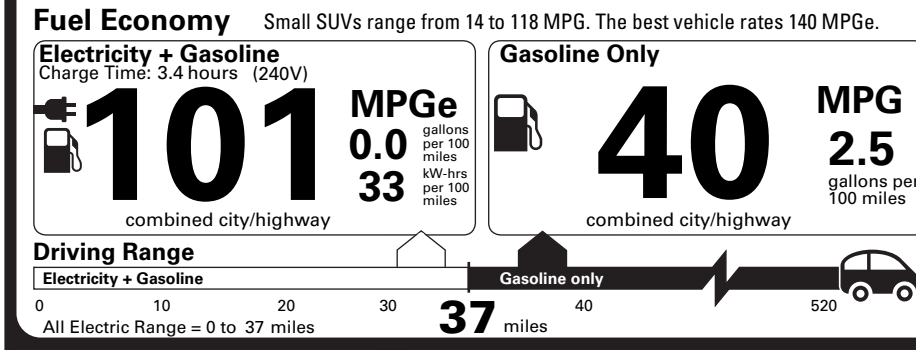 Fuel Economy Small SUVs range from 14 to 118 MPG. The best vehicle rates 140 MPGe.
Electricity + Gasoline
Charge Time: 3.4 hours (240V)
101
MPGe
0.0 gallons per 100 miles
33 kW-hrs per 100 miles
combined city/highway
Gasoline Only
40
MPG
2.5
gallons per
100 miles
combined city/highway
Driving Range
Electricity + Gasoline Gasoline only
0 10 20 30 40 520
All Electric Range = 0 to 37 miles 37 miles